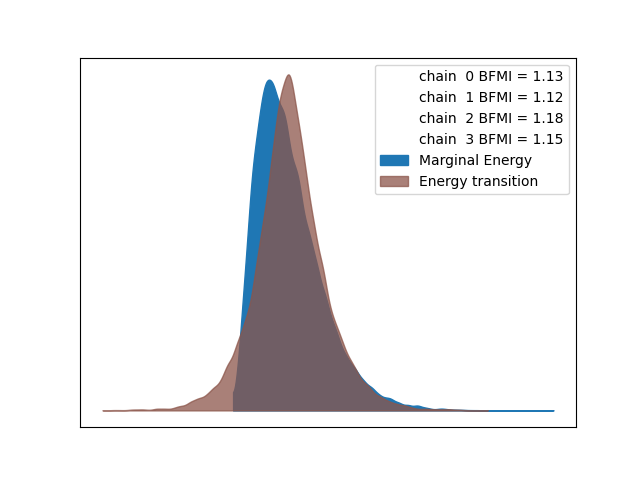 chain  0 BFMI = 1.13
chain  1 BFMI = 1.12
chain  2 BFMI = 1.18
chain  3 BFMI = 1.15
Marginal Energy
Energy transition